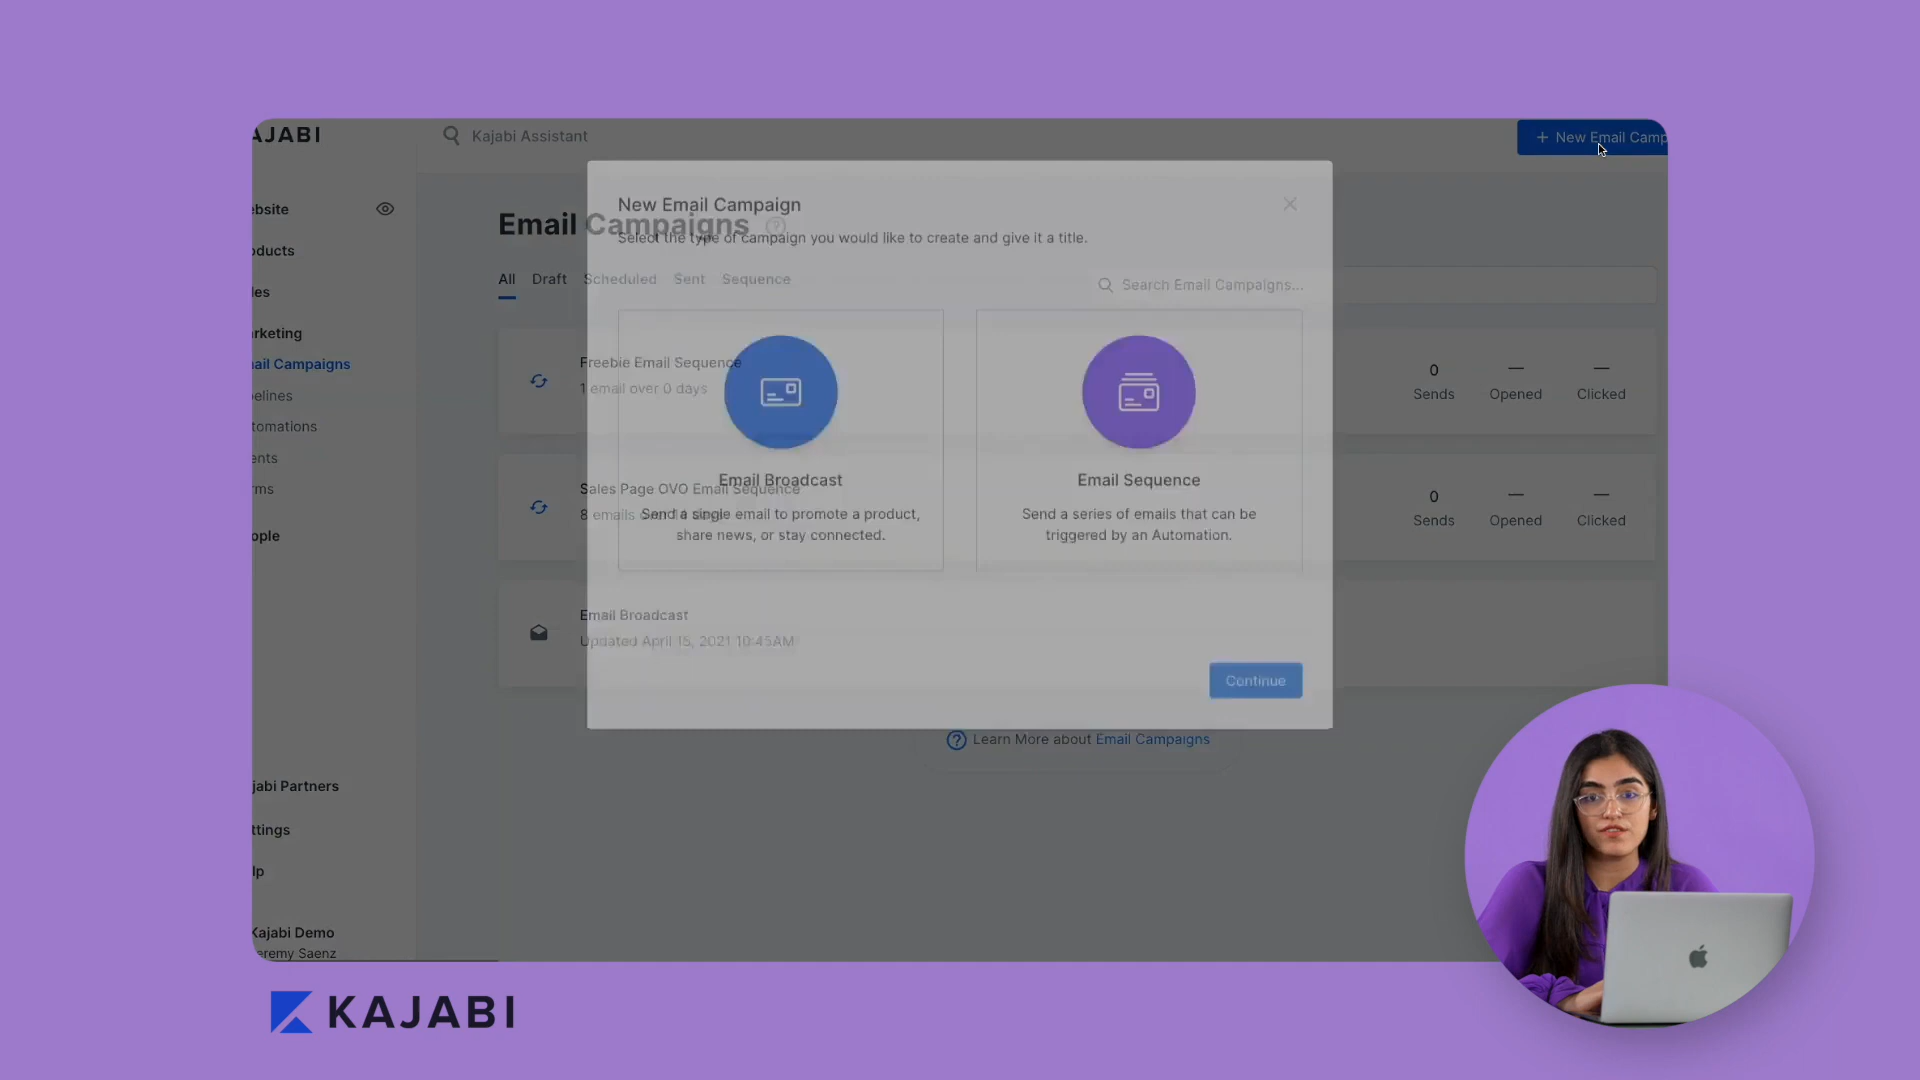 AJABI
Kajabi Assistant
+ New Email Camp
ebsite
oducts
les
arketing
ail Campaigns
elines
tomations
ents
rms
ople
jabi Partners
ttings
lp
Kajabi Demo
eremy Saenz
Email Campaigns
All Draft Scheduled Sent Sequence
Search Email Campaigns...
Freebie Email Sequence
1 email over 0 days
0 Sends
— Opened
— Clicked
Sales Page OVO Email Sequence
8 emails over
0 Sends
— Opened
— Clicked
Email Broadcast
Updated April 15, 2021 10:45AM
Learn More about Email Campaigns
New Email Campaign
Select the type of campaign you would like to create and give it a title.
Email Broadcast
Send a single email to promote a product,
share news, or stay connected.
Email Sequence
Send a series of emails that can be
triggered by an Automation.
Continue
KAJABI